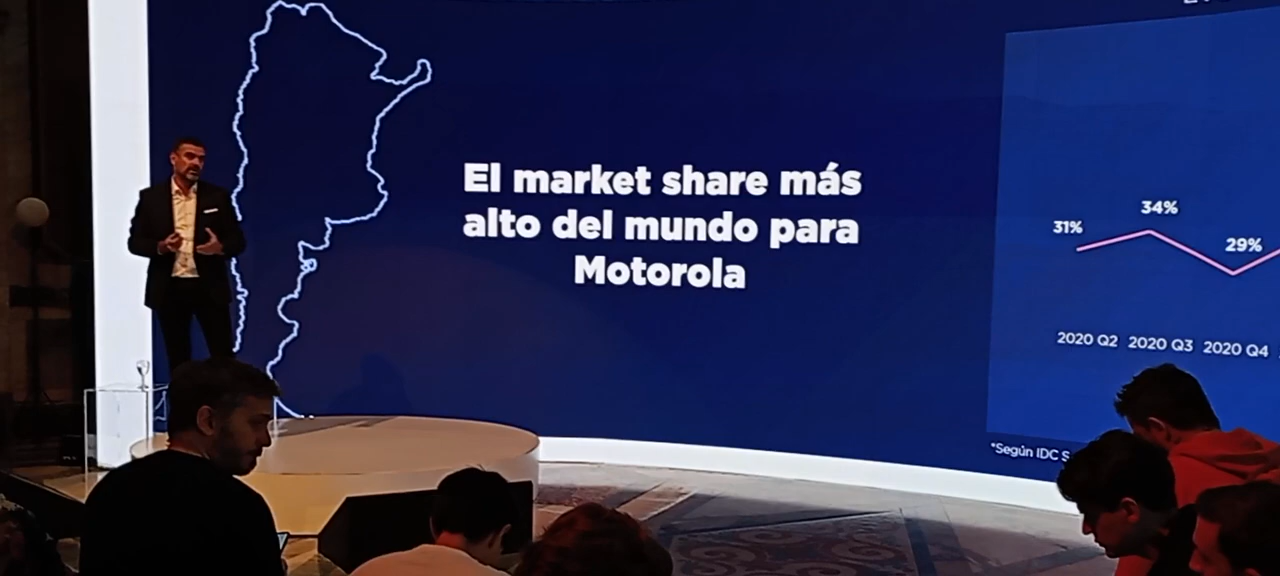 El market share más
alto del mundo para
Motorola
31%
34%
29%
2020 Q2 2020 Q3 2020 Q4
*Según IDC